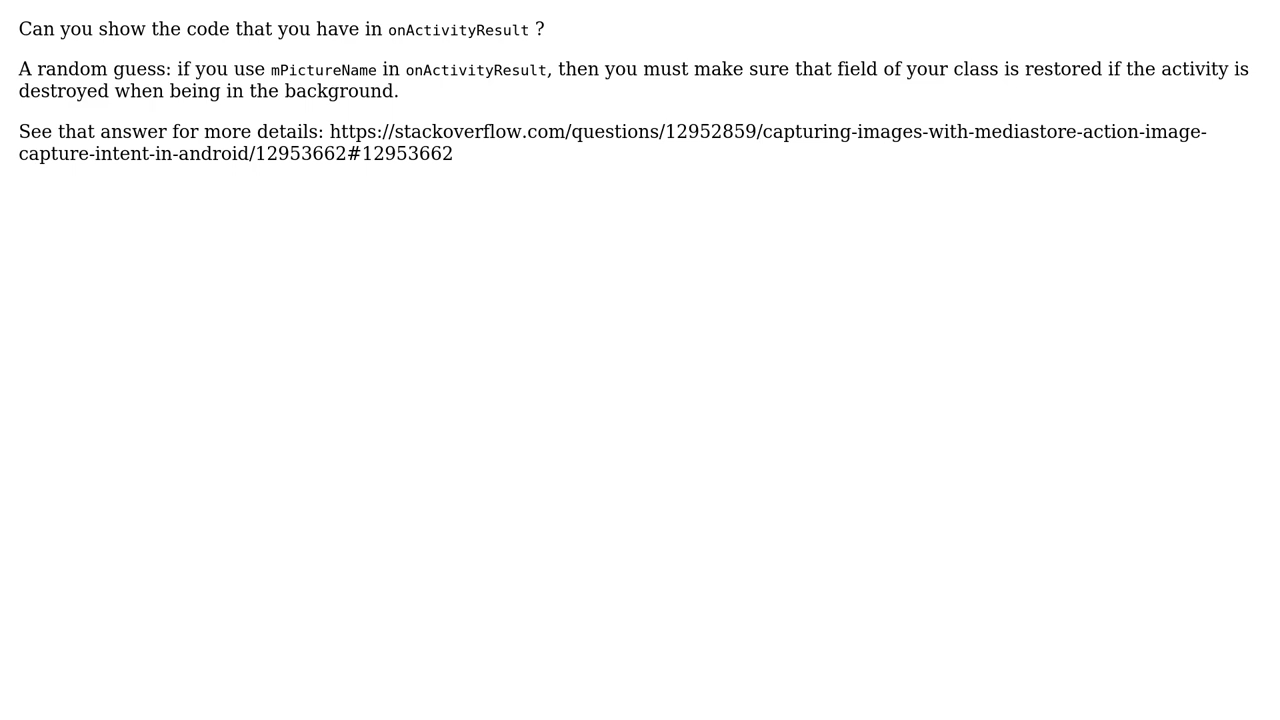 Can you show the code that you have in onActivityResult ?
A random guess: if you use mPictureName in onActivityResult, then you must make sure that field of your class is restored if the activity is
destroyed when being in the background.
See that answer for more details: https://stackoverflow.com/questions/12952859/capturing-images-with-mediastore-action-image-
capture-intent-in-android/12953662#12953662